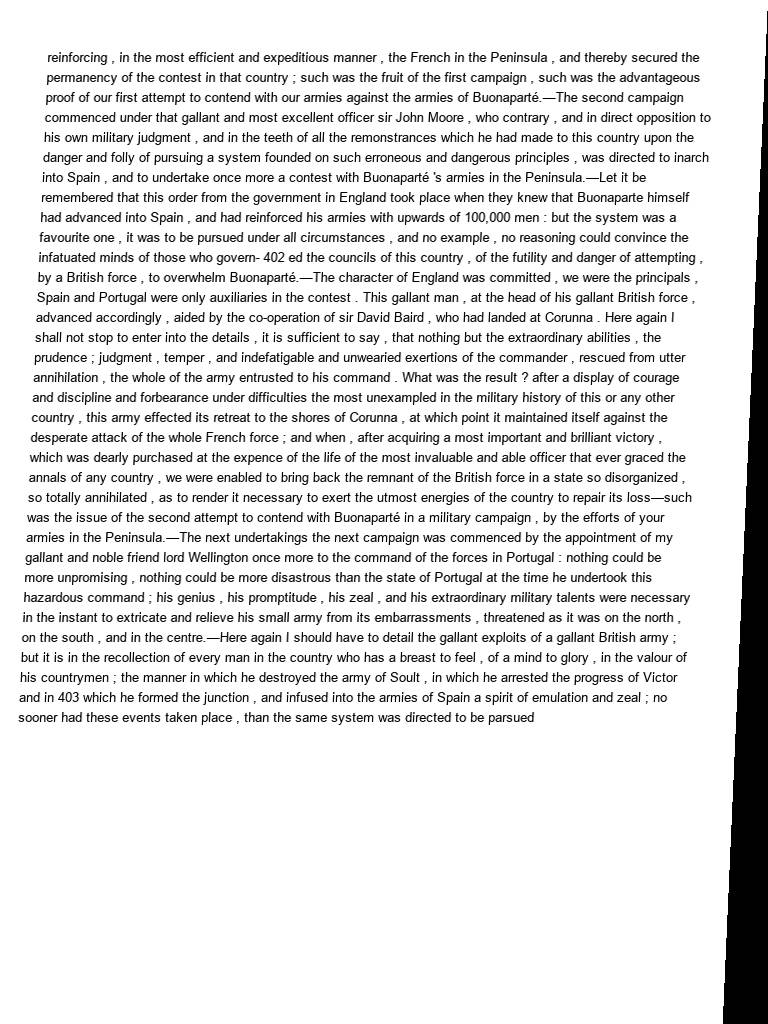 reinforcing , in the most efficient and expeditious manner , the French in the Peninsula , and thereby secured the
permanency of the contest in that country ; such was the fruit of the first campaign , such was the advantageous
proof of our first attempt to contend with our armies against the armies of Buonaparté.—The second campaign
commenced under that gallant and most excellent officer sir John Moore , who contrary , and in direct opposition to
his own military judgment , and in the teeth of all the remonstrances which he had made to this country upon the
danger and folly of pursuing a system founded on such erroneous and dangerous principles , was directed to inarch
into Spain , and to undertake once more a contest with Buonaparté 's armies in the Peninsula.—Let it be
remembered that this order from the government in England took place when they knew that Buonaparte himself
had advanced into Spain , and had reinforced his armies with upwards of 100,000 men : but the system was a
favourite one , it was to be pursued under all circumstances , and no example , no reasoning could convince the
infatuated minds of those who govern- 402 ed the councils of this country , of the futility and danger of attempting ,
by a British force , to overwhelm Buonaparté.—The character of England was committed , we were the principals ,
Spain and Portugal were only auxiliaries in the contest . This gallant man , at the head of his gallant British force ,
advanced accordingly , aided by the co-operation of sir David Baird , who had landed at Corunna . Here again I
shall not stop to enter into the details , it is sufficient to say , that nothing but the extraordinary abilities , the
prudence ; judgment , temper , and indefatigable and unwearied exertions of the commander , rescued from utter
annihilation , the whole of the army entrusted to his command . What was the result ? after a display of courage
and discipline and forbearance under difficulties the most unexampled in the military history of this or any other
country , this army effected its retreat to the shores of Corunna , at which point it maintained itself against the
desperate attack of the whole French force ; and when , after acquiring a most important and brilliant victory ,
which was dearly purchased at the expence of the life of the most invaluable and able officer that ever graced the
annals of any country , we were enabled to bring back the remnant of the British force in a state so disorganized ,
so totally annihilated , as to render it necessary to exert the utmost energies of the country to repair its loss—such
was the issue of the second attempt to contend with Buonaparté in a military campaign , by the efforts of your
armies in the Peninsula.—The next undertakings the next campaign was commenced by the appointment of my
gallant and noble friend lord Wellington once more to the command of the forces in Portugal : nothing could be
more unpromising , nothing could be more disastrous than the state of Portugal at the time he undertook this
hazardous command ; his genius , his promptitude , his zeal , and his extraordinary military talents were necessary
in the instant to extricate and relieve his small army from its embarrassments , threatened as it was on the north ,
on the south , and in the centre.—Here again I should have to detail the gallant exploits of a gallant British army ;
but it is in the recollection of every man in the country who has a breast to feel , of a mind to glory , in the valour of
his countrymen ; the manner in which he destroyed the army of Soult , in which he arrested the progress of Victor
and in 403 which he formed the junction , and infused into the armies of Spain a spirit of emulation and zeal ; no
sooner had these events taken place , than the same system was directed to be parsued